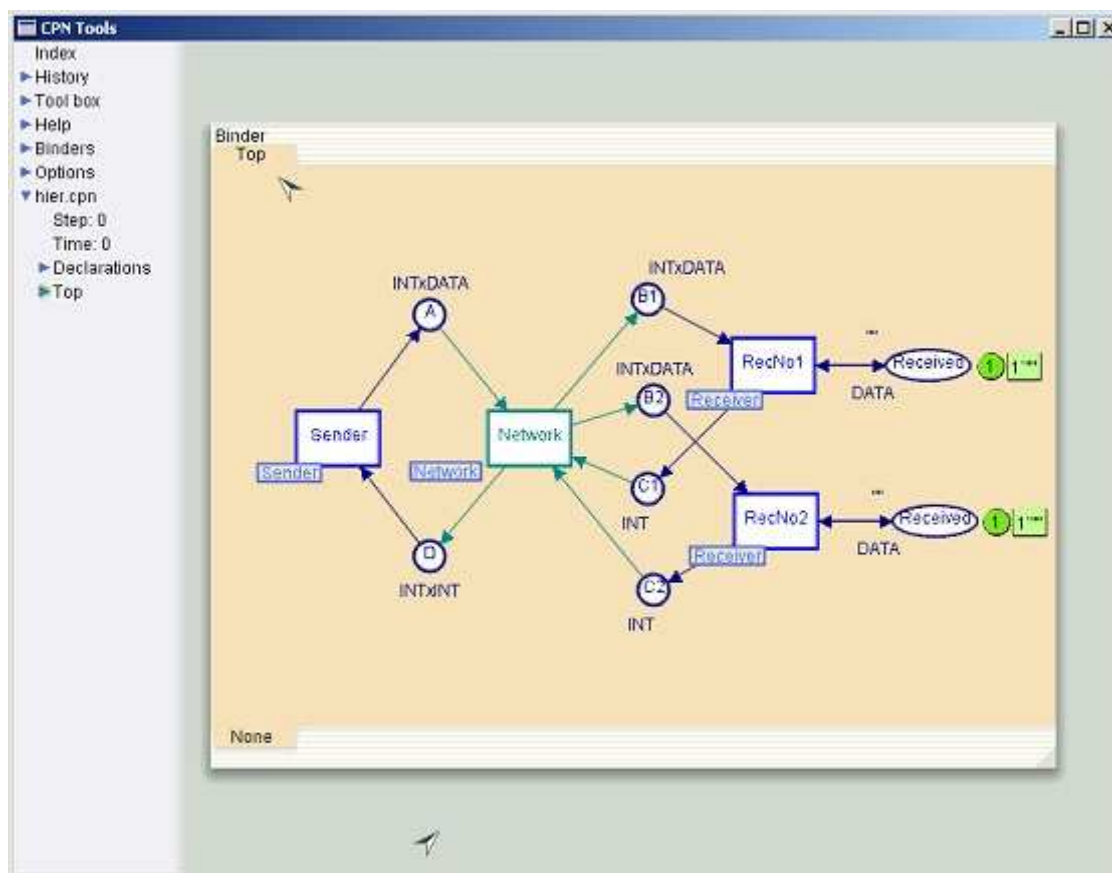 CPN Tools
Index
History
Tool box
Help
Binders
Options
hier.cpn
Step: 0
Time: 0
Declarations
Top
Binder
Top
INTxDATA
A
INTxDATA
B1
INTxDATA
B2
Sender
Sender
Network
Network
RecNo1
Receiver
""
Received
1
1`""
DATA
C1
INT
RecNo2
Receiver
""
Received
1
1`""
DATA
D
INTxINT
C2
INT
None